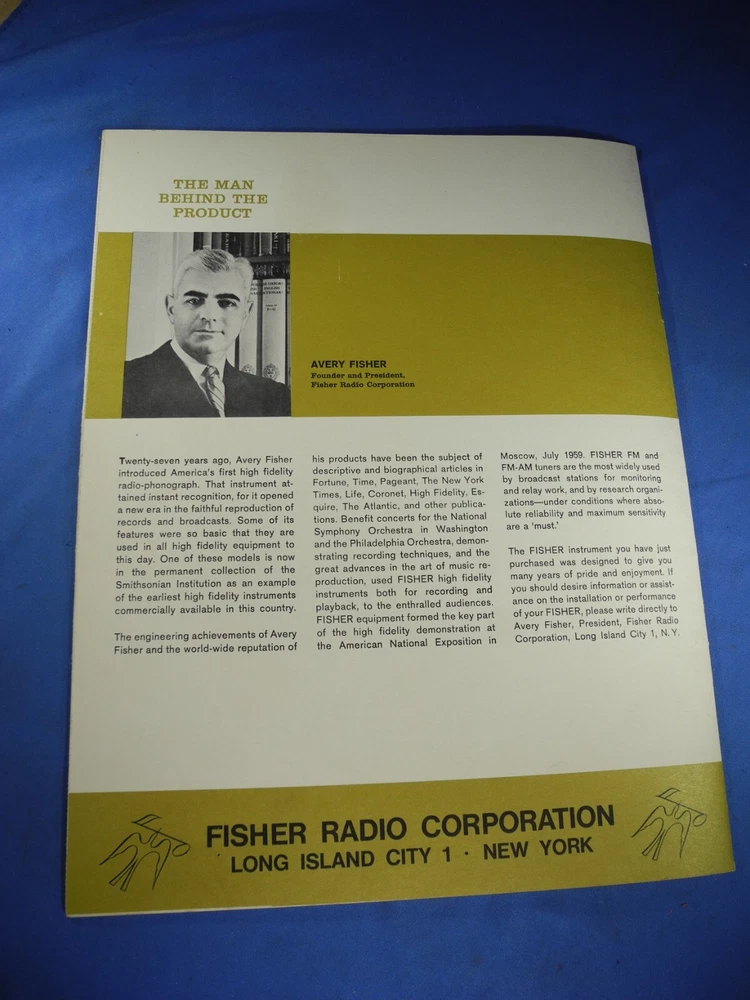 THE MAN
BEHIND THE
PRODUCT
AVERY FISHER
Founder and President,
Fisher Radio Corporation
Twenty-seven years ago, Avery Fisher
introduced America's first high fidelity
radio-phonograph. That instrument at-
tained instant recognition, for it opened
a new era in the faithful reproduction of
records and broadcasts. Some of its
features were so basic that they are
used in all high fidelity equipment to
this day. One of these models is now
in the permanent collection of the
Smithsonian Institution as an example
of the earliest high fidelity instruments
commercially available in this country.
The engineering achievements of Avery
Fisher and the world-wide reputation of
his products have been the subject of
descriptive and biographical articles in
Fortune, Time, Pageant, The New York
Times, Life, Coronet, High Fidelity, Es-
quire, The Atlantic, and other publica-
tions. Benefit concerts for the National
Symphony Orchestra in Washington
and the Philadelphia Orchestra, demon-
strating recording techniques, and the
great advances in the art of music re-
production, used FISHER high fidelity
instruments both for recording and
playback, to the enthralled audiences.
FISHER equipment formed the key part
of the high fidelity demonstration at
the American National Exposition in
Moscow, July 1959. FISHER FM and
FM-AM tuners are the most widely used
by broadcast stations for monitoring
and relay work, and by research organi-
zations—under conditions where abso-
lute reliability and maximum sensitivity
are a 'must.'
The FISHER instrument you have just
purchased was designed to give you
many years of pride and enjoyment. If
you should desire information or assist-
ance on the installation or performance
of your FISHER, please write directly to
Avery Fisher, President, Fisher Radio
Corporation, Long Island City 1, N.Y.
FISHER RADIO CORPORATION
LONG ISLAND CITY 1 · NEW YORK